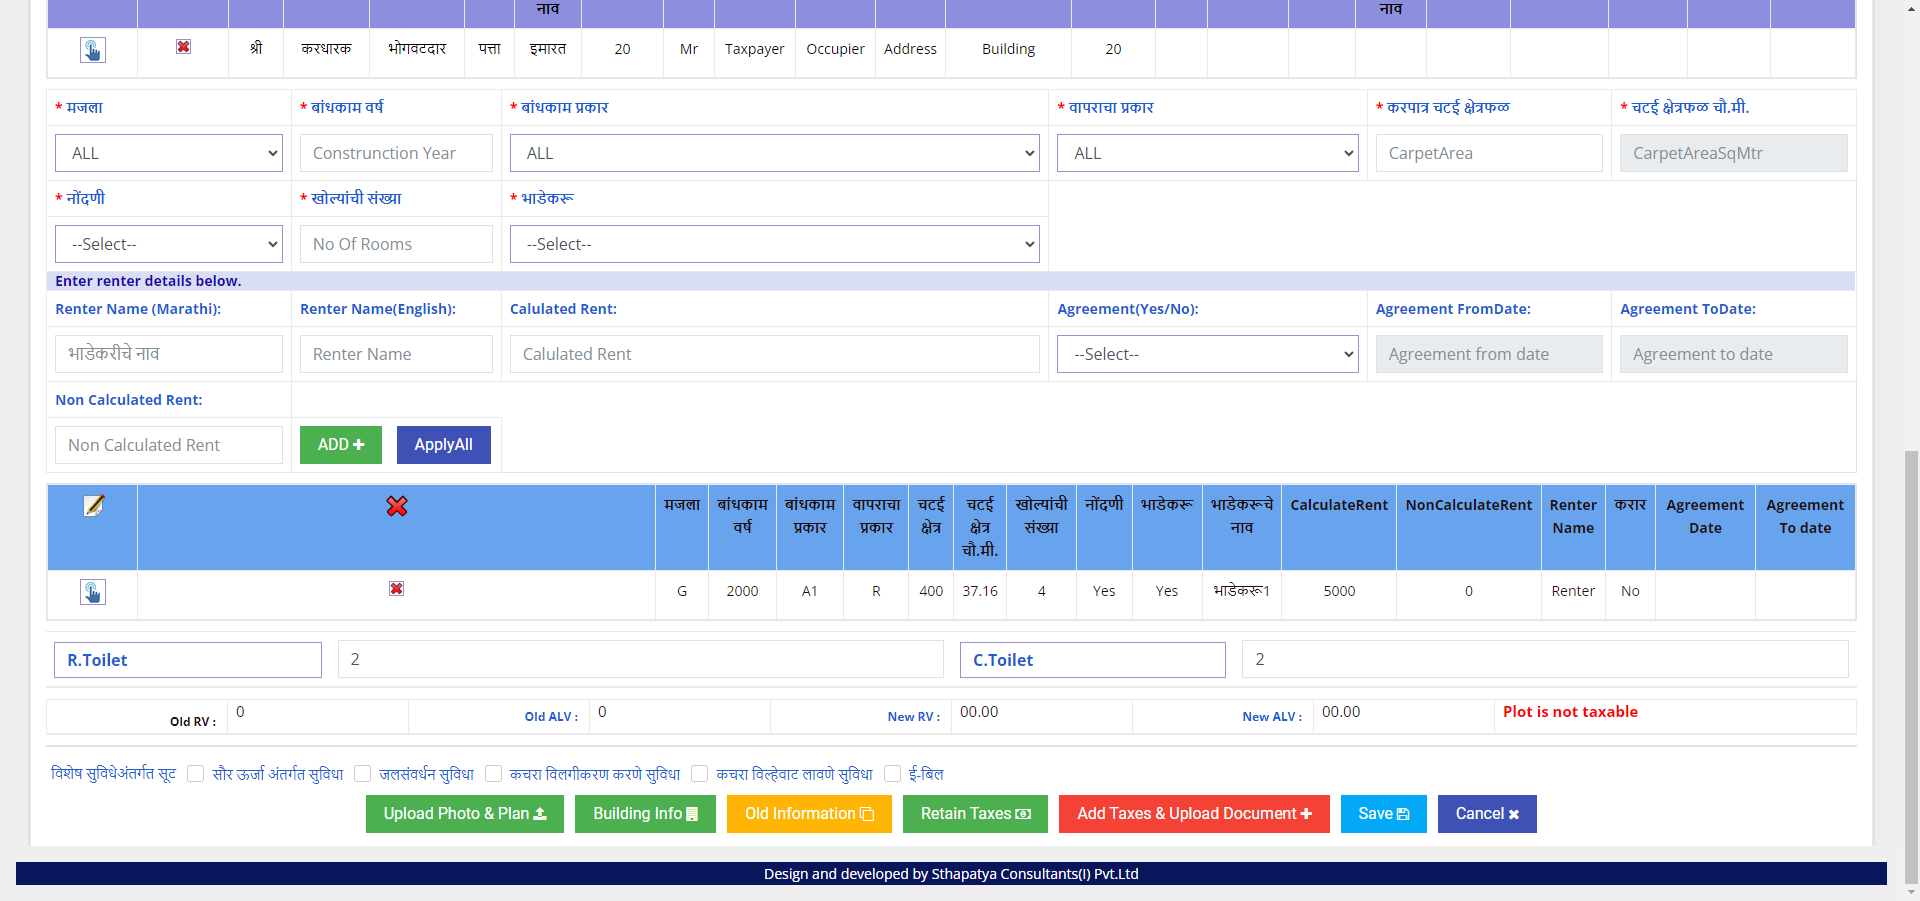 नाव नाव
श्री करधारक भोगवटदार पत्ता इमारत 20 Mr Taxpayer Occupier Address Building 20
* मजला * बांधकाम वर्ष * बांधकाम प्रकार * वापराचा प्रकार * करपात्र चटई क्षेत्रफळ * चटई क्षेत्रफळ चौ.मी.
ALL Construnction Year ALL ALL CarpetArea CarpetAreaSqMtr
* नोंदणी * खोल्यांची संख्या * भाडेकरू
--Select-- No Of Rooms --Select--
Enter renter details below.
Renter Name (Marathi): Renter Name(English): Calulated Rent: Agreement(Yes/No): Agreement FromDate: Agreement ToDate:
भाडेकरीचे नाव Renter Name Calulated Rent --Select-- Agreement from date Agreement to date
Non Calculated Rent:
Non Calculated Rent ADD ApplyAll
मजला बांधकाम वर्ष बांधकाम प्रकार वापराचा प्रकार चटई क्षेत्र चटई क्षेत्र चौ.मी. खोल्यांची संख्या नोंदणी भाडेकरू भाडेकरूचे नाव CalculateRent NonCalculateRent Renter Name करार Agreement Date Agreement To date
G 2000 A1 R 400 37.16 4 Yes Yes भाडेकरू1 5000 0 Renter No
R.Toilet 2 C.Toilet 2
Old RV : 0 Old ALV : 0 New RV : 00.00 New ALV : 00.00 Plot is not taxable
विशेष सुविधेअंतर्गत सूट सौर ऊर्जा अंतर्गत सुविधा जलसंवर्धन सुविधा कचरा विलगीकरण करणे सुविधा कचरा विल्हेवाट लावणे सुविधा ई-बिल
Upload Photo & Plan Building Info Old Information Retain Taxes Add Taxes & Upload Document Save Cancel
Design and developed by Sthapatya Consultants(I) Pvt.Ltd